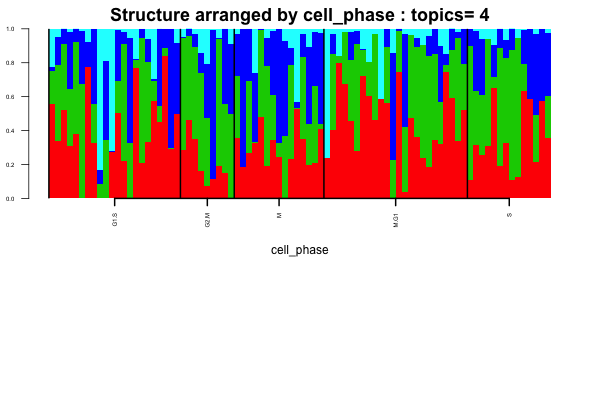 Structure arranged by cell_phase : topics= 4
1.0
0.8
0.6
0.4
0.2
0.0
G1.S
G2.M
M
M.G1
S
cell_phase